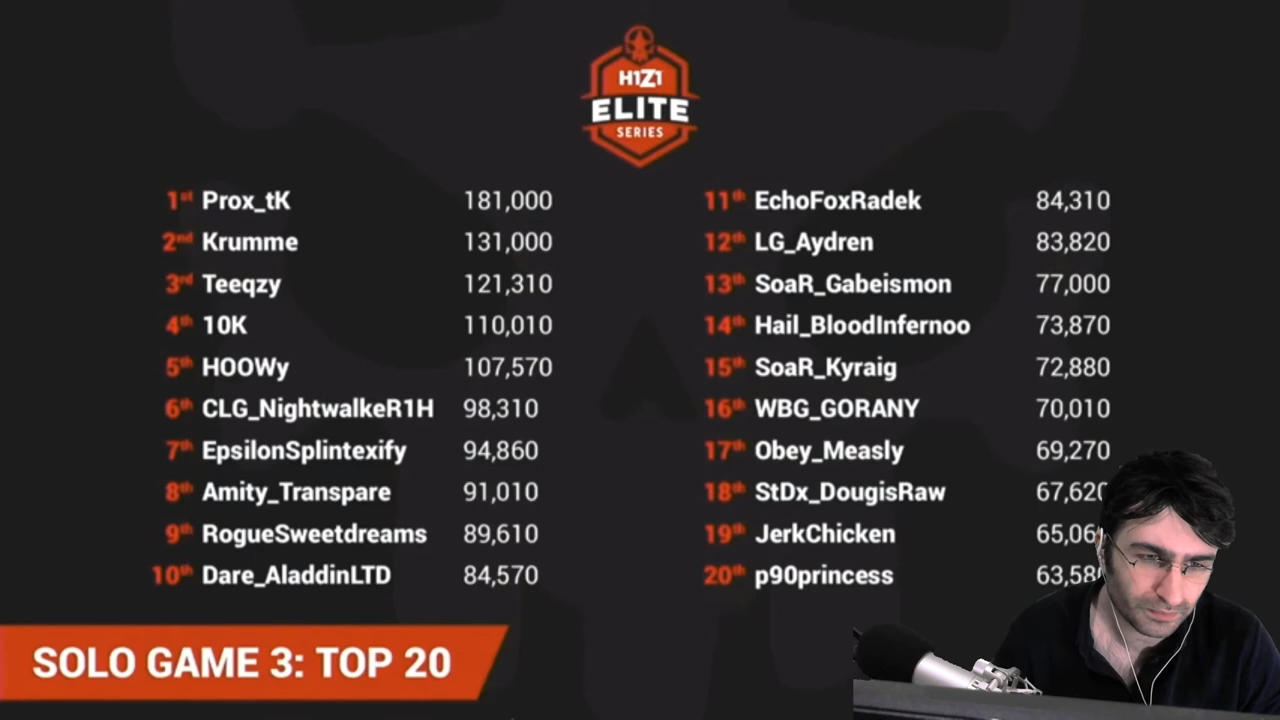 H1Z1
ELITE
SERIES
1st Prox_tK 181,000
2nd Krumme 131,000
3rd Teeqzy 121,310
4th 10K 110,010
5th HOOWy 107,570
6th CLG_NightwalkeR1H 98,310
7th EpsilonSplintexify 94,860
8th Amity_Transpare 91,010
9th RogueSweetdreams 89,610
10th Dare_AladdinLTD 84,570
11th EchoFoxRadek 84,310
12th LG_Aydren 83,820
13th SoaR_Gabeismon 77,000
14th Hail_BloodInfernoo 73,870
15th SoaR_Kyraig 72,880
16th WBG_GORANY 70,010
17th Obey_Measly 69,270
18th StDx_DougisRaw 67,620
19th JerkChicken
20th p90princess
SOLO GAME 3: TOP 20